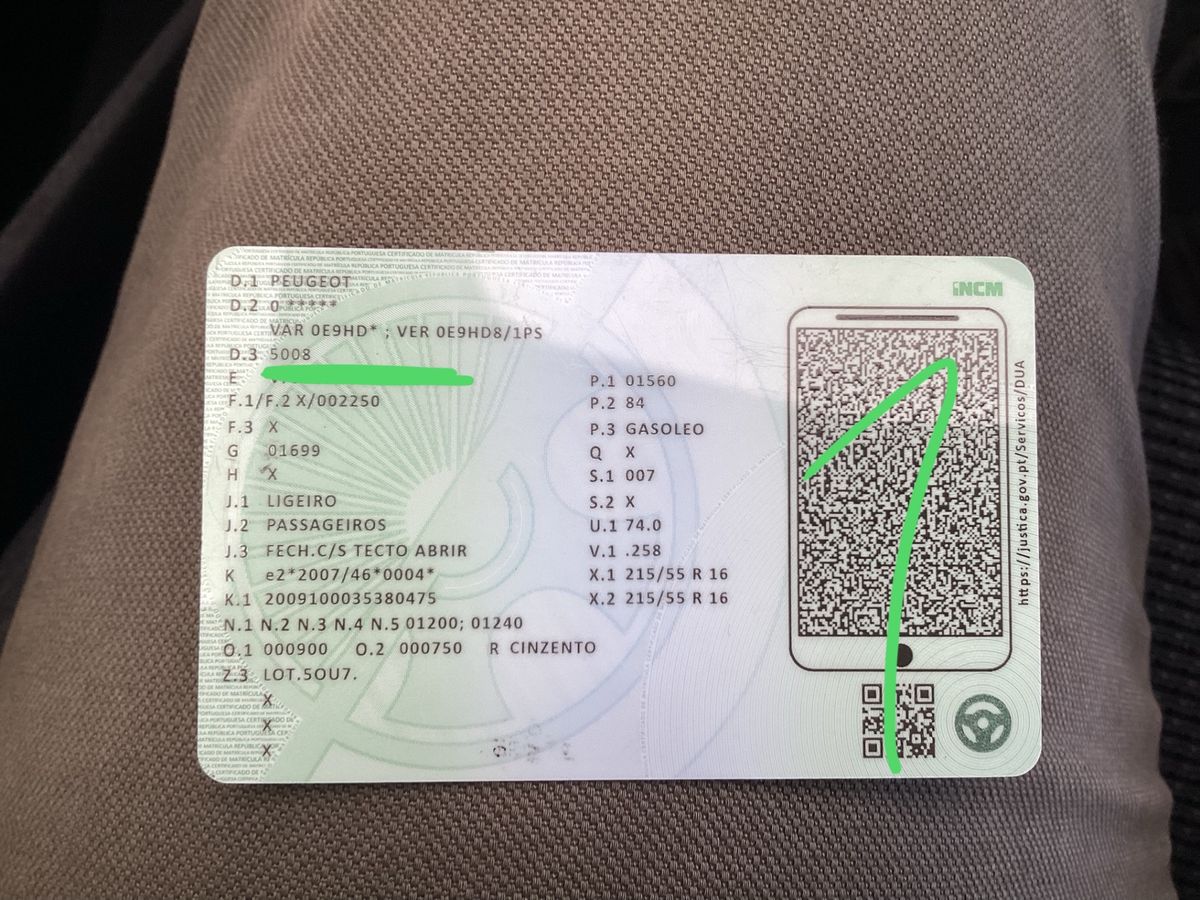 D.1 PEUGEOT
D.2 0 *****
VAR 0E9HD* ; VER 0E9HD8/1PS
D.3 5008
E
F.1/F.2 X/002250
F.3 X
G 01699
H X
J.1 LIGEIRO
J.2 PASSAGEIROS
J.3 FECH.C/S TECTO ABRIR
K e2*2007/46*0004*
K.1 2009100035380475
N.1 N.2 N.3 N.4 N.5 01200; 01240
O.1 000900 O.2 000750 R CINZENTO
Z.3 LOT.5OU7.
X
X
X
P.1 01560
P.2 84
P.3 GASOLEO
Q X
S.1 007
S.2 X
U.1 74.0
V.1 .258
X.1 215/55 R 16
X.2 215/55 R 16
INCM
https://justica.gov.pt/Servicos/DUA